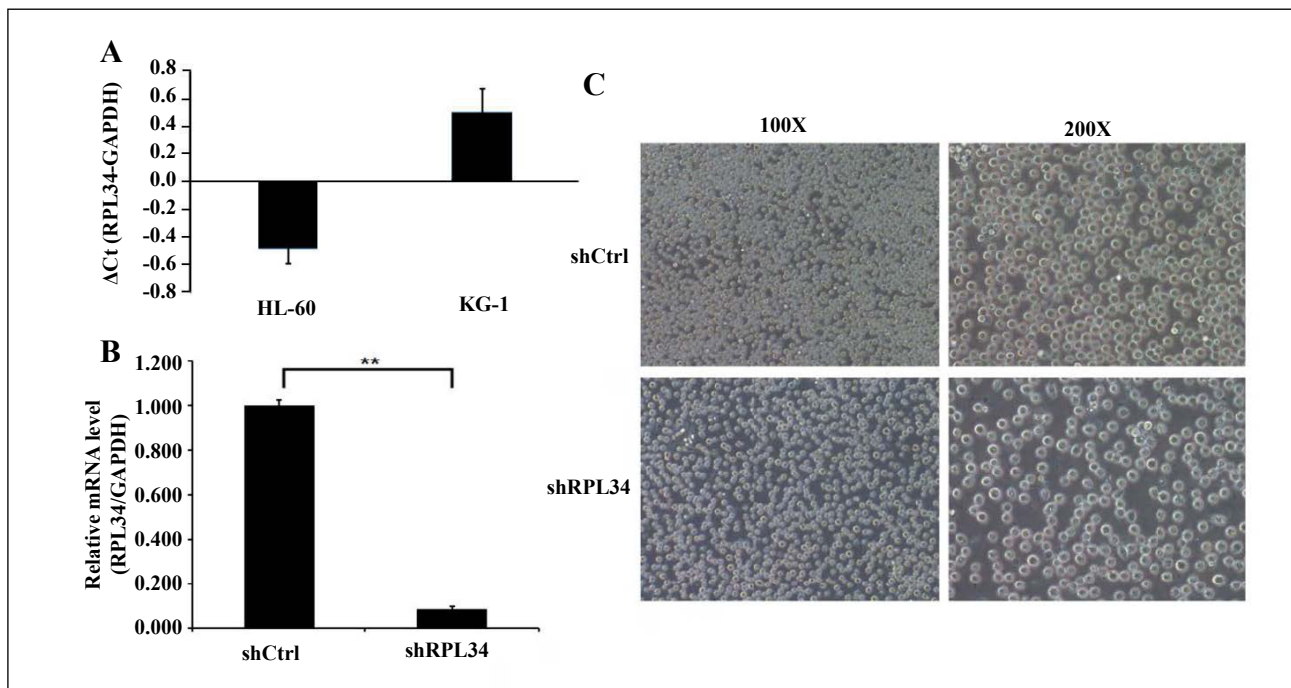 A
0.8
0.6
0.4
0.2
0.0
-0.2
-0.4
-0.6
-0.8
ΔCt (RPL34-GAPDH)
HL-60
KG-1
B
1.200
1.000
0.800
0.600
0.400
0.200
0.000
Relative mRNA level
(RPL34/GAPDH)
**
shCtrl
shRPL34
C
100X
200X
shCtrl
shRPL34